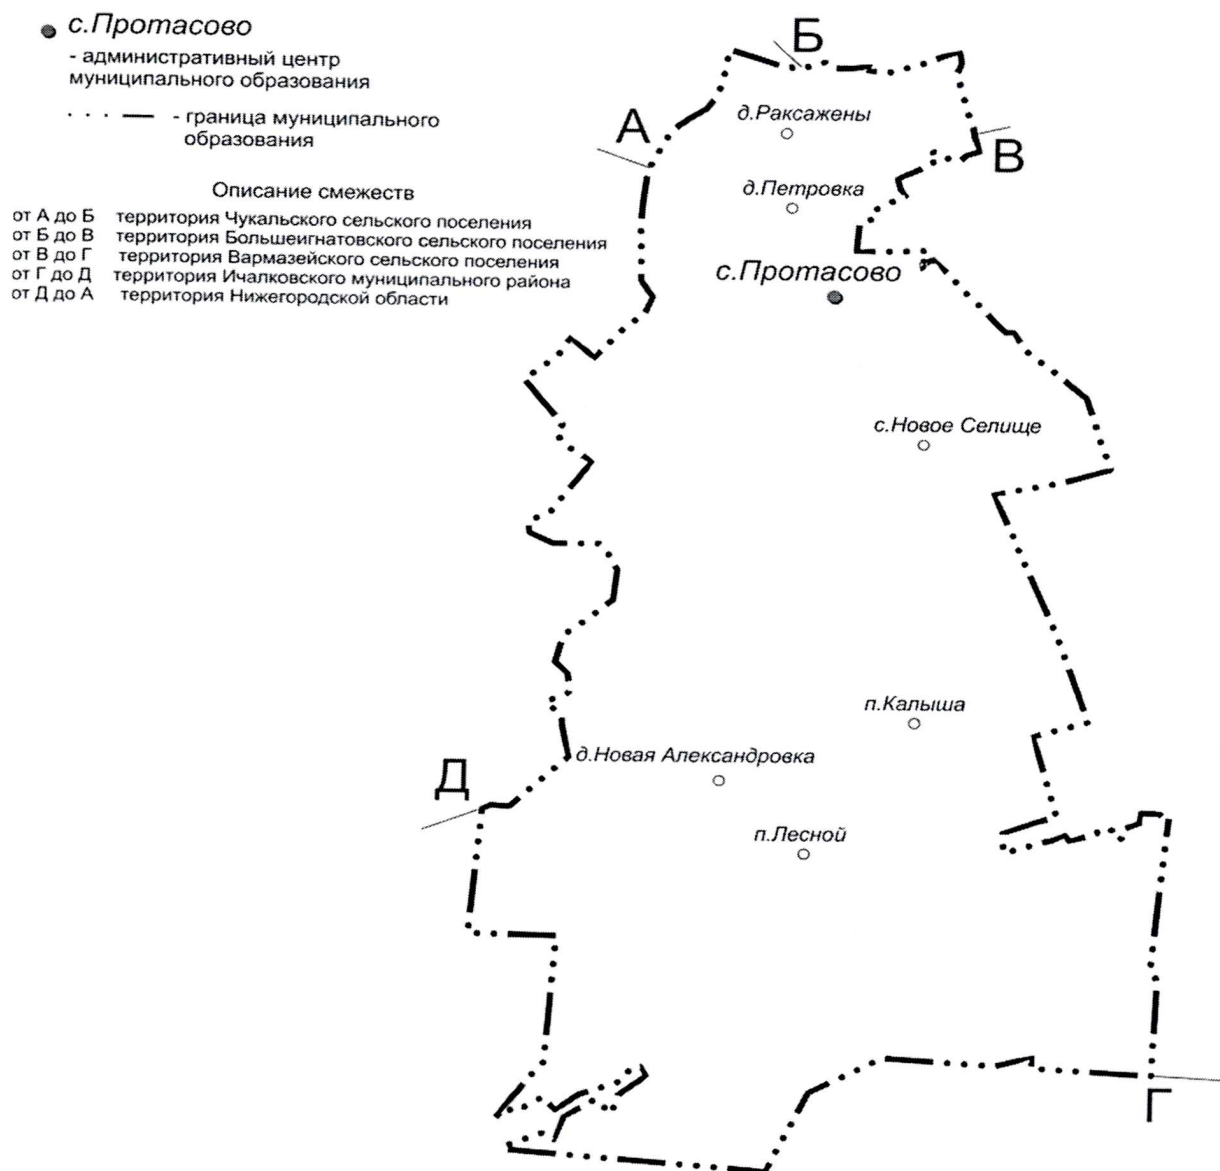 с.Протасово
- административный центр
муниципального образования
- граница муниципального
образования
Описание смежеств
от А до Б территория Чукальского сельского поселения
от Б до В территория Большеигнатовского сельского поселения
от В до Г территория Вармазейского сельского поселения
от Г до Д территория Ичалковского муниципального района
от Д до А территория Нижегородской области
Б
А
д.Раксажены
В
д.Петровка
с.Протасово
с.Новое Селище
п.Калыша
д.Новая Александровка
Д
п.Лесной
Г